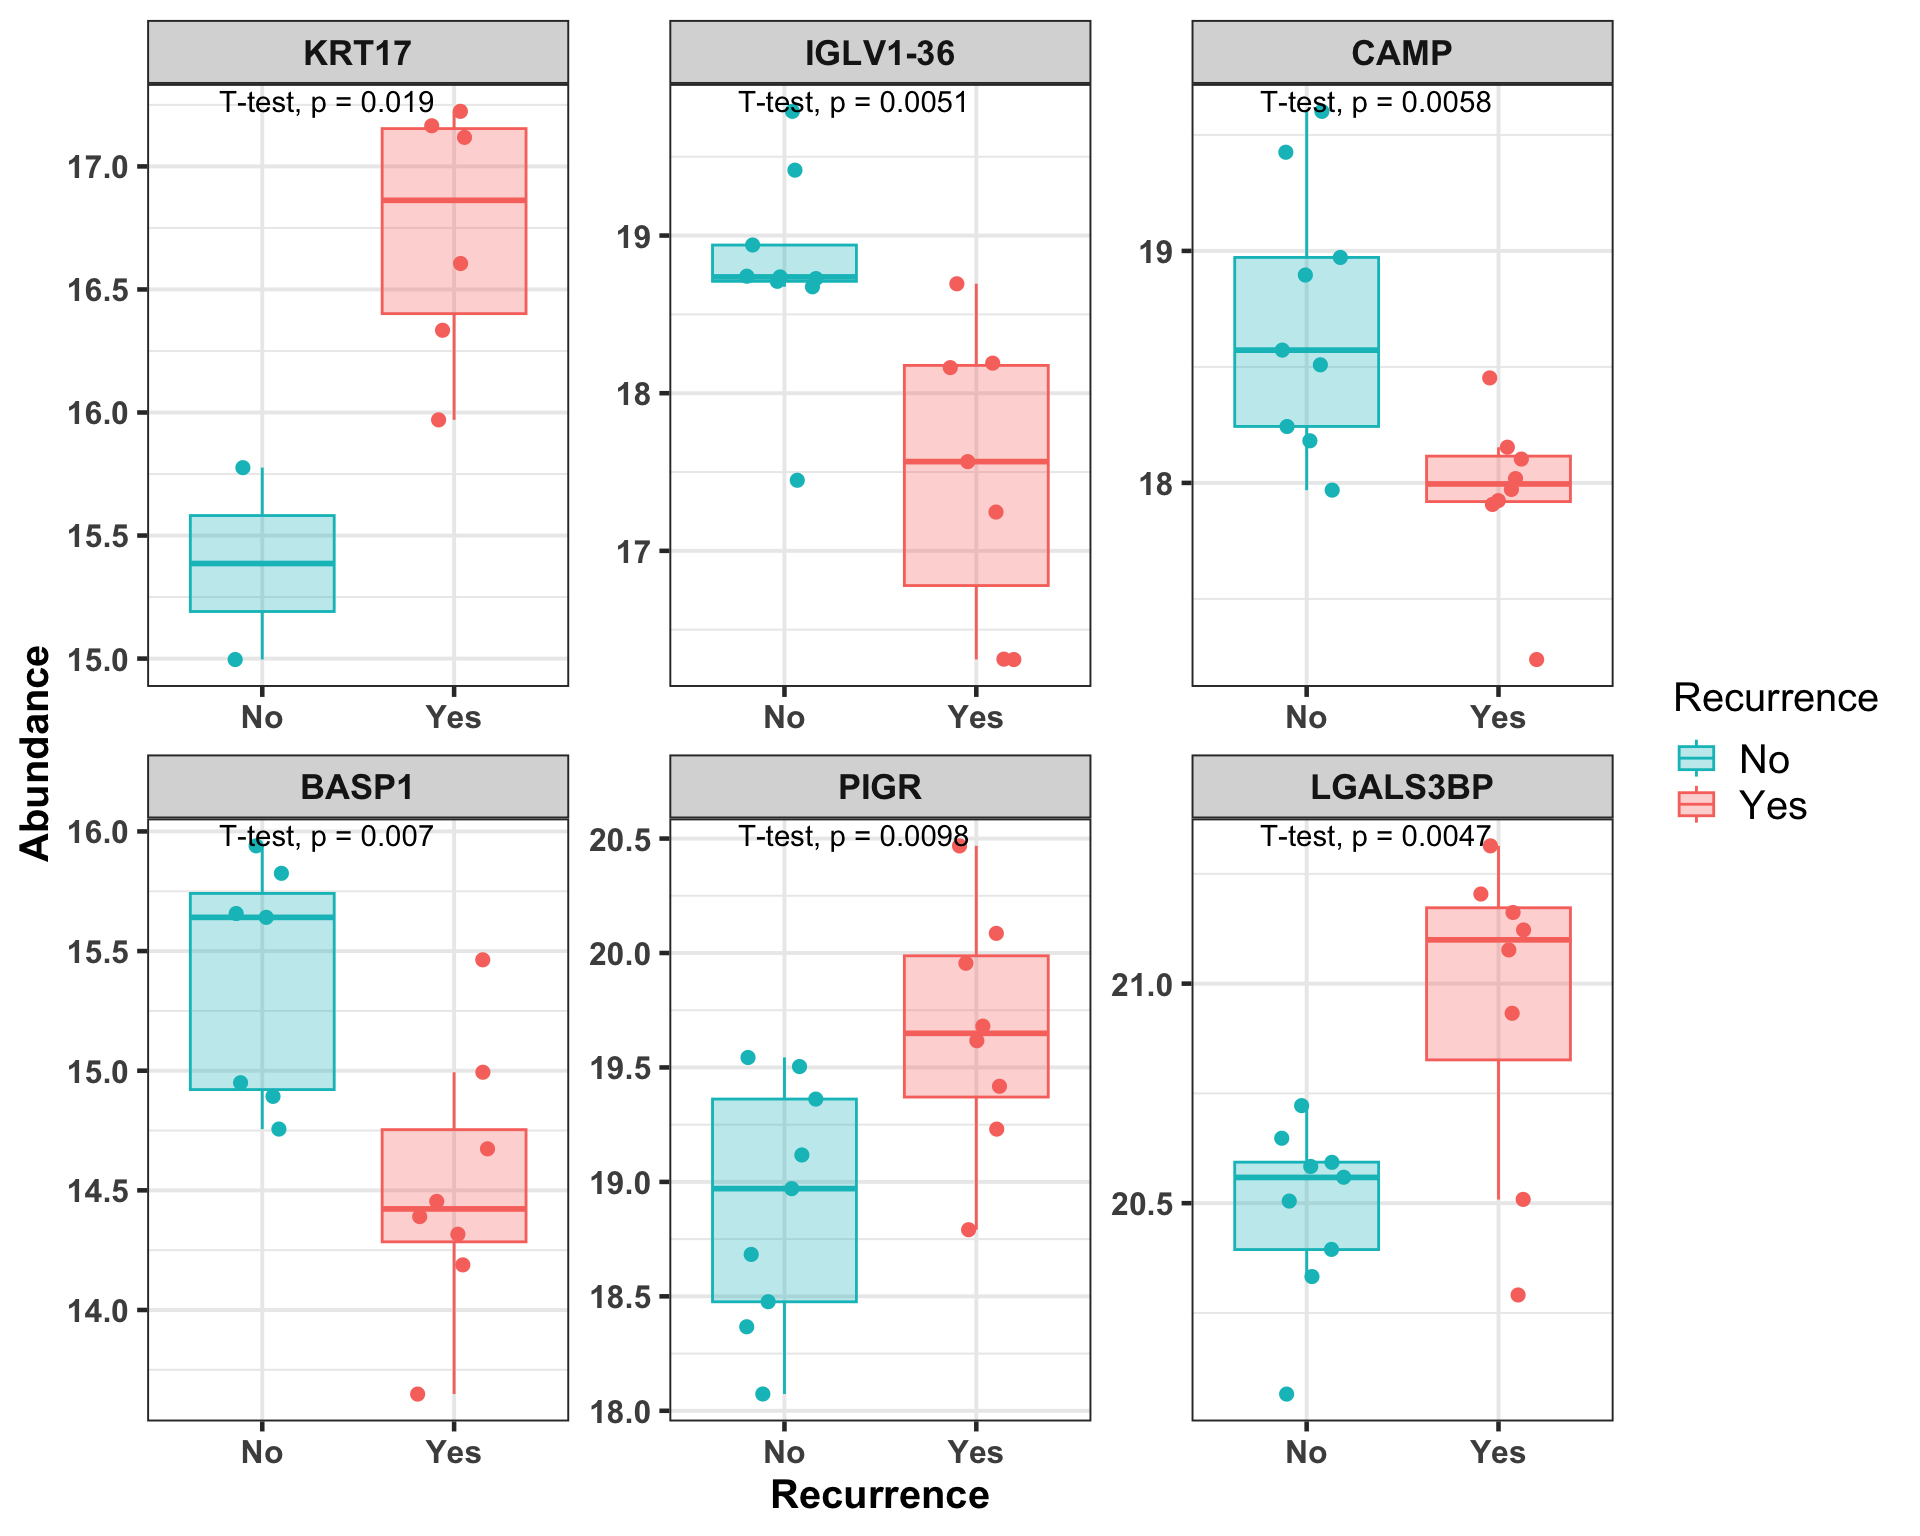 KRT17
IGLV1-36
CAMP
T-test, p = 0.019
T-test, p = 0.0051
T-test, p = 0.0058
17.0
16.5
16.0
15.5
15.0
19
18
17
19
18
No
Yes
No
Yes
No
Yes
BASP1
PIGR
LGALS3BP
T-test, p = 0.007
T-test, p = 0.0098
T-test, p = 0.0047
16.0
15.5
15.0
14.5
14.0
20.5
20.0
19.5
19.0
18.5
18.0
21.0
20.5
No
Yes
No
Yes
No
Yes
Abundance
Recurrence
Recurrence
No
Yes